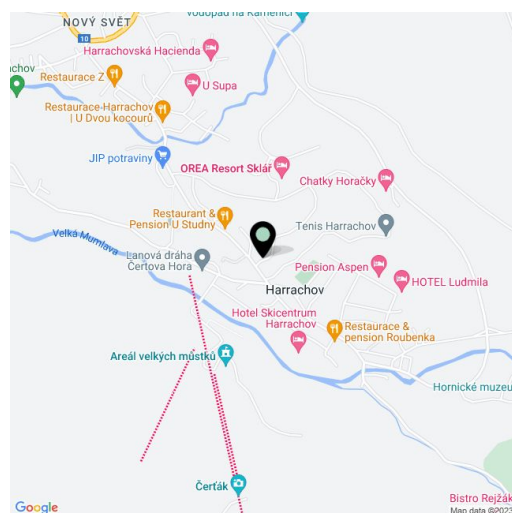 Vodopád na Kamenici
NOVÝ SVĚT
10
Harrachovská Hacienda
Restaurace Z
achov
U Supa
Restaurace Harrachov
| U Dvou kocourů
JIP potraviny
OREA Resort Sklář
Chatky Horačky
Restaurant &
Pension U Studny
Tenis Harrachov
Velká Mumlava
Lanová dráha
Čertova Hora
Pension Aspen
HOTEL Ludmila
Harrachov
Hotel Skicentrum
Harrachov
Restaurace &
pension Roubenka
Areál velkých můstků
Hornické muzeu
Čerťák
Bistro Rejžák
Google
Map data ©2023